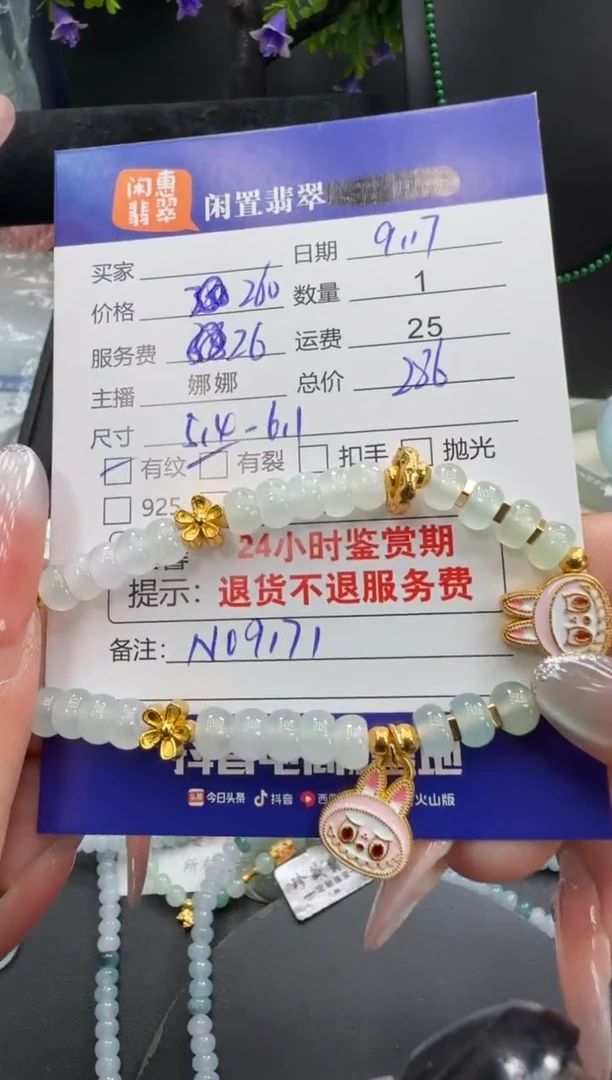 闲惠
翡翠
闲置翡翠
买家 日期 9.17
价格 260 数量 1
服务费 26 运费 25
主播 娜娜 总价 286
尺寸 5.4-6.1
有纹 有裂 扣手 抛光
925
24小时鉴赏期
提示：退货不退服务费
备注： N09171
今日头条 抖音 西 火山版
所有